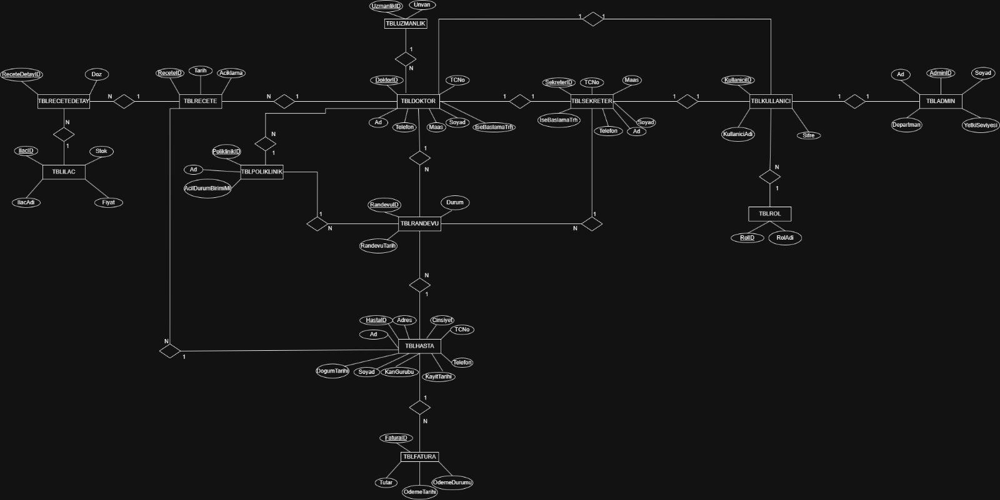 UzmanlikID
Unvan
TBLUZMANLIK
1
N
1
1
ReceteDetayID
Doz
TBLRECETEDETAY
N
1
ReceteID
Tarih
Aciklama
TBLRECETE
N
1
DoktorID
TCNo
TBLDOKTOR
Ad
Telefon
Maas
Soyad
IseBaslamaTrh
1
1
SekreterID
TCNo
Maas
TBLSEKRETER
IseBaslamaTrh
Telefon
Ad
Soyad
1
1
KullaniciID
TBLKULLANICI
KullaniciAdi
Sifre
1
1
Ad
AdminID
Soyad
TBLADMIN
Departman
YetkiSeviyesi
N
1
IlacID
Stok
TBLILAC
IlacAdi
Fiyat
N
1
PoliklinikID
Ad
TBLPOLIKLINIK
AcilDurumBirimiMi
1
N
1
N
RandevuID
Durum
TBLRANDEVU
RandevuTarih
N
1
N
1
TBLROL
RolID
RolAdi
N
1
N
1
HastaID
Adres
Cinsiyet
TCNo
Ad
TBLHASTA
Telefon
DogumTarihi
Soyad
KanGurubu
KayitTarihi
1
N
FaturaID
TBLFATURA
Tutar
OdemeTarihi
OdemeDurumu